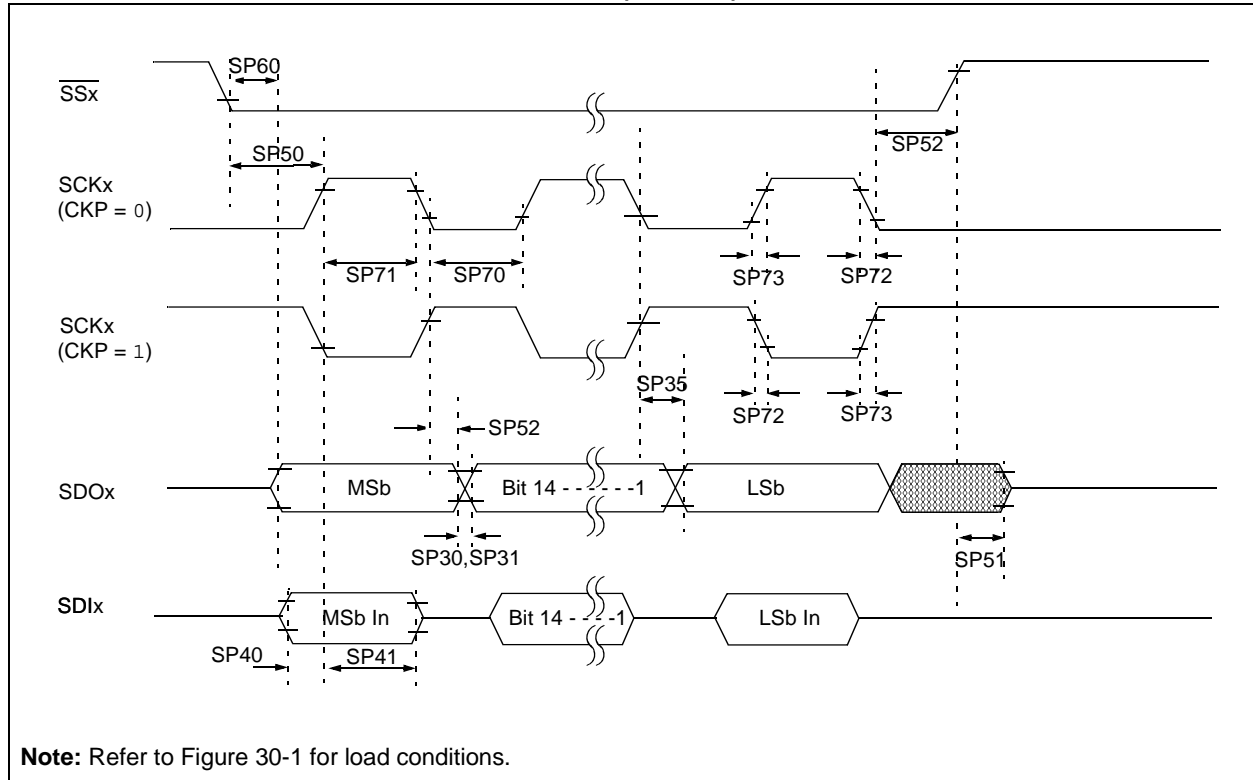 SP60
SSx
SP50
SP52
SCKx
(CKP = 0)
SP71
SP70
SP73
SP72
SCKx
(CKP = 1)
SP35
SP72
SP73
SP52
SDOx
MSb
Bit 14 - - - - - -1
LSb
SP30,SP31
SP51
SDIx
MSb In
Bit 14 - - - -1
LSb In
SP40
SP41
Note: Refer to Figure 30-1 for load conditions.